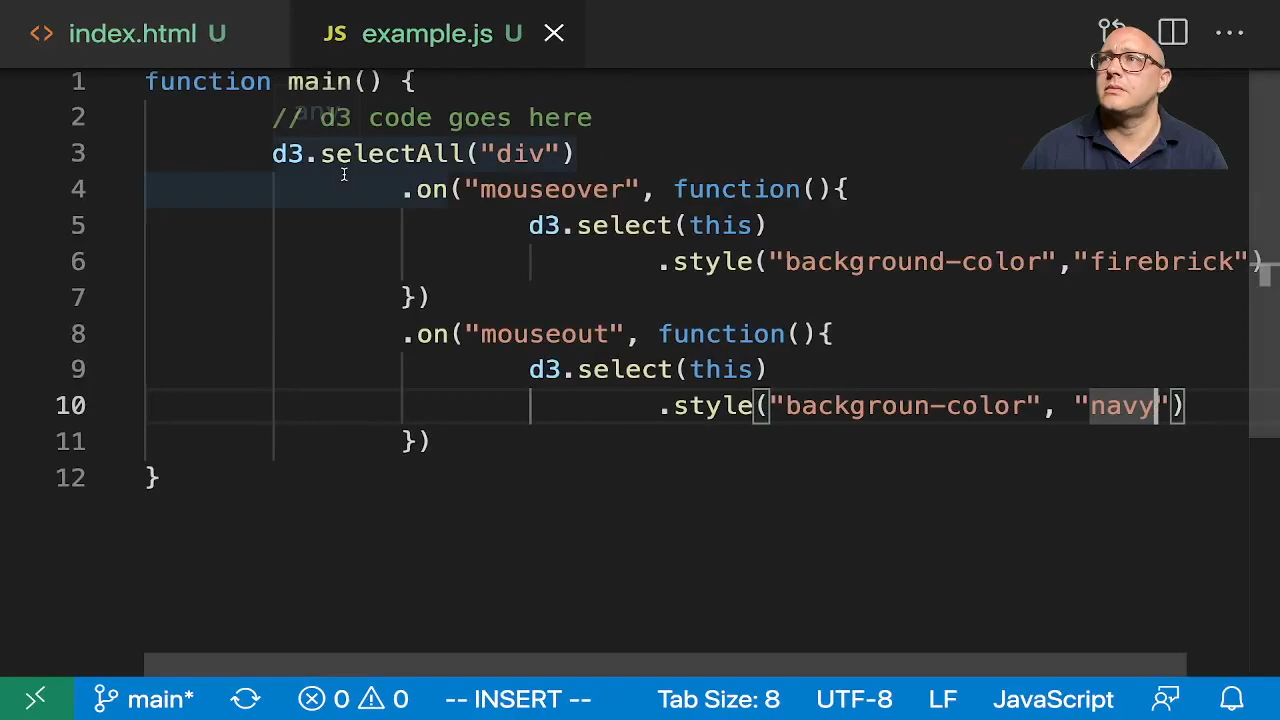 <> index.html U JS example.js U
1 function main() {
any
2 // d3 code goes here
3 d3.selectAll("div")
4 .on("mouseover", function(){
5 d3.select(this)
6 .style("background-color","firebrick")
7 })
8 .on("mouseout", function(){
9 d3.select(this)
10 .style("backgroun-color", "navy")
11 })
12 }
main* 0 0 -- INSERT -- Tab Size: 8 UTF-8 LF JavaScript